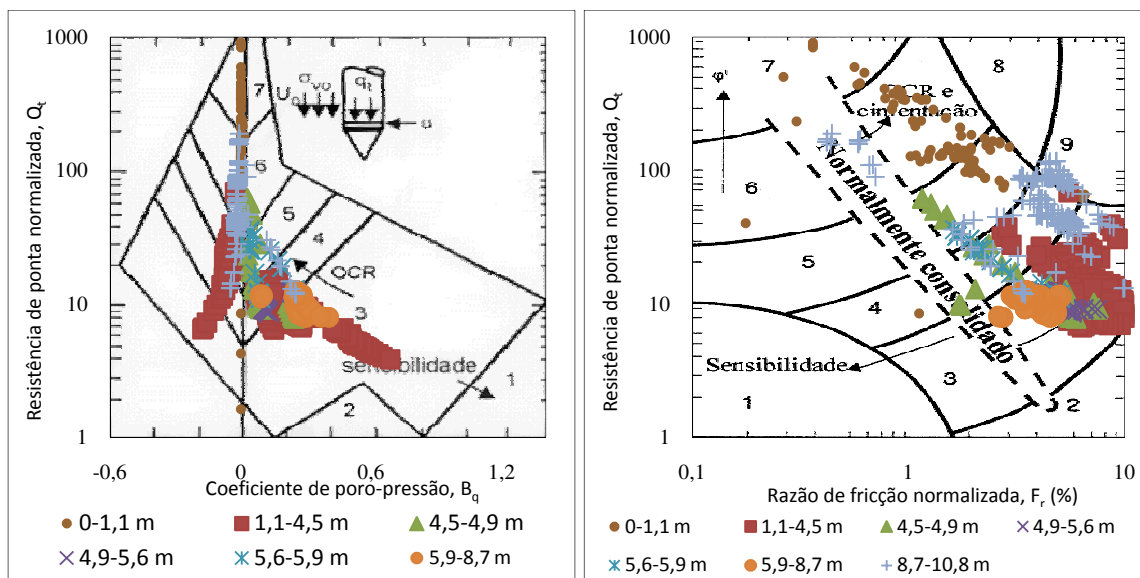 Resistência de ponta normalizada, Qt
1000
100
10
1
-0,6
0
0,6
1,2
7
6
5
4
3
2
1
σvo
qt
Uo
u
OCR
sensibilidade
Coeficiente de poro-pressão, Bq
0-1,1 m
1,1-4,5 m
4,5-4,9 m
4,9-5,6 m
5,6-5,9 m
5,9-8,7 m
Resistência de ponta normalizada, Qt
1000
100
10
1
0,1
1
10
7
8
9
6
5
4
3
2
1
φ'
OCR e
cimentação
Normalmente consolidado
Sensibilidade
Razão de fricção normalizada, Fr (%)
0-1,1 m
1,1-4,5 m
4,5-4,9 m
4,9-5,6 m
5,6-5,9 m
5,9-8,7 m
8,7-10,8 m